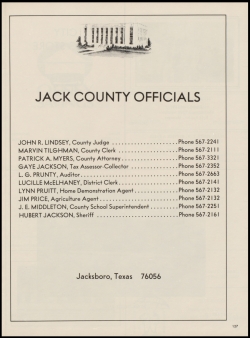 JACK COUNTY OFFICIALS
JOHN R. LINDSEY, County Judge . . . . . . . . . . . . . . . . . . Phone 567-2241
MARVIN TILGHMAN, County Clerk . . . . . . . . . . . . . . . . . Phone 567-2111
PATRICK A. MYERS, County Attorney . . . . . . . . . . . . . . . Phone 567-3321
GAYE JACKSON, Tax Assessor-Collector . . . . . . . . . . . . . Phone 567-2352
L. G. PRUNTY, Auditor . . . . . . . . . . . . . . . . . . . . . . . Phone 567-2663
LUCILLE McELHANEY, District Clerk . . . . . . . . . . . . . . . . Phone 567-2141
LYNN PRUITT, Home Demonstration Agent . . . . . . . . . . . . Phone 567-2132
JIM PRICE, Agriculture Agent . . . . . . . . . . . . . . . . . . . . Phone 567-2132
J. E. MIDDLETON, County School Superintendent . . . . . . . . Phone 567-2251
HUBERT JACKSON, Sheriff . . . . . . . . . . . . . . . . . . . . . . Phone 567-2161
Jacksboro, Texas 76056